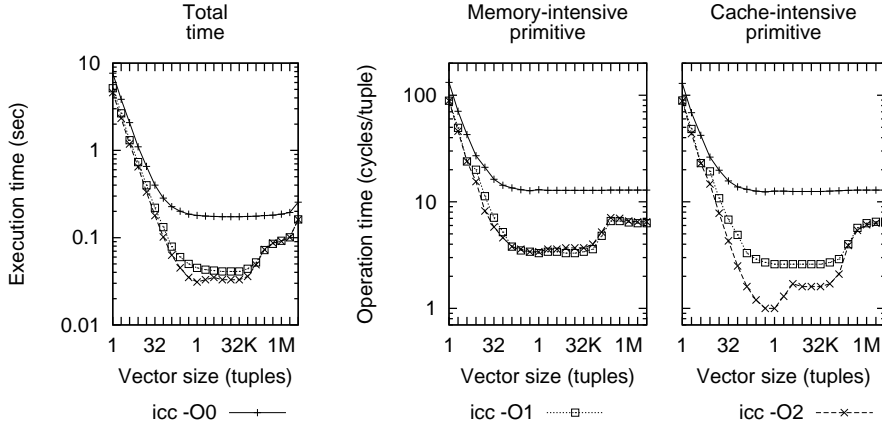 Total
time
Memory-intensive
primitive
Cache-intensive
primitive
Execution time (sec)
10
1
0.1
0.01
1 32 1 32K 1M
Vector size (tuples)
Operation time (cycles/tuple)
100
10
1
1 32 1 32K 1M
Vector size (tuples)
1 32 1 32K 1M
Vector size (tuples)
icc -O0
icc -O1
icc -O2